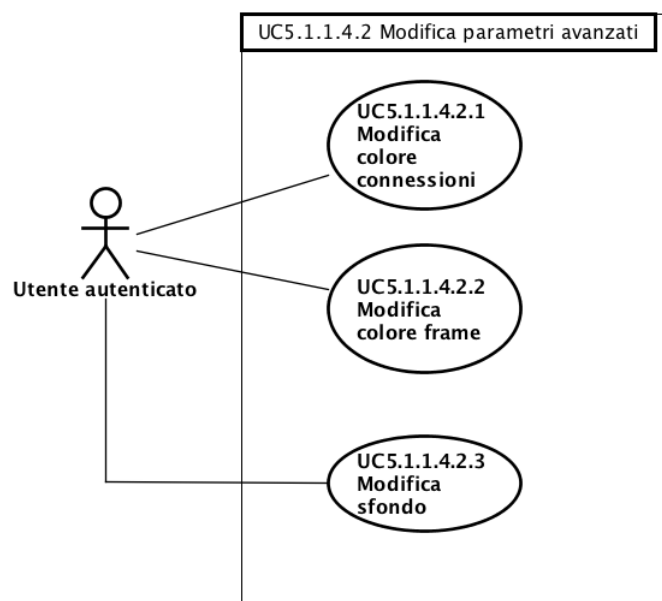 UC5.1.1.4.2 Modifica parametri avanzati
UC5.1.1.4.2.1
Modifica
colore
connessioni
Utente autenticato
UC5.1.1.4.2.2
Modifica
colore frame
UC5.1.1.4.2.3
Modifica
sfondo